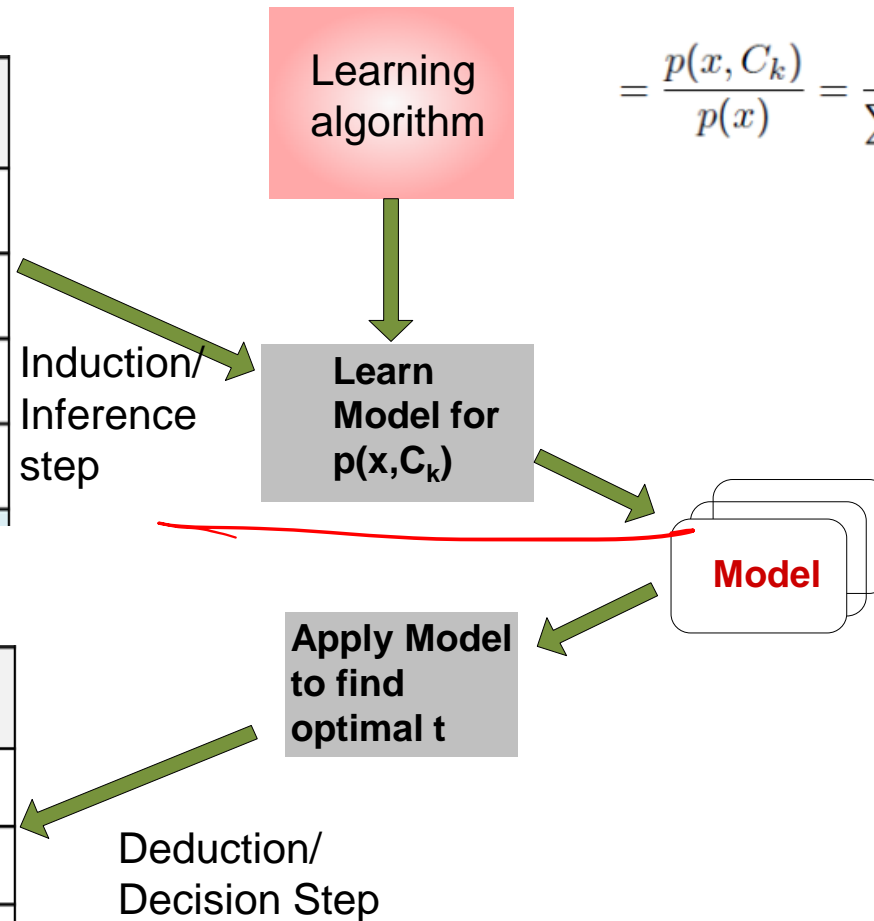 Learning
algorithm
= p(x, C_k) / p(x) =
Induction/
Inference
step
Learn
Model for
p(x,C_k)
Model
Apply Model
to find
optimal t
Deduction/
Decision Step